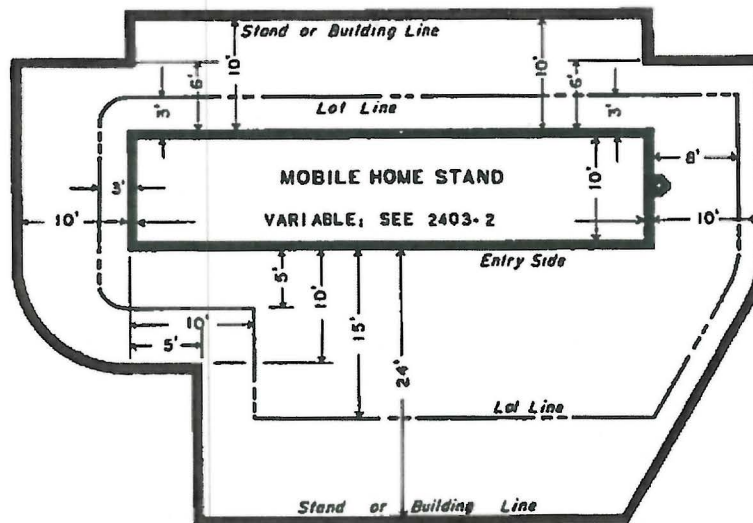 Stand or Building Line
6'
10'
10'
6'
3'
Lot Line
3'
3'
MOBILE HOME STAND
10'
8'
10'
VARIABLE; SEE 2403-2
10'
Entry Side
5'
10'
10'
15'
5'
24'
Lot Line
Stand or Building Line